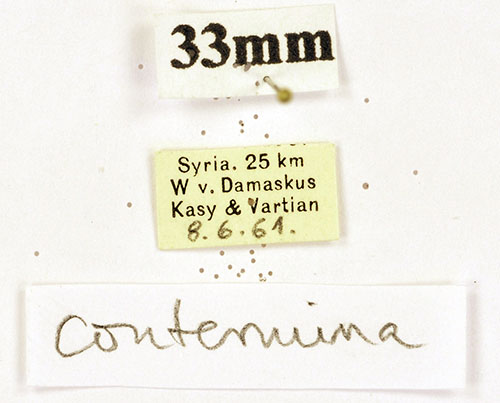 33mm
Syria. 25 km
W v. Damaskus
Kasy & Vartian
8.6.61.
contermina